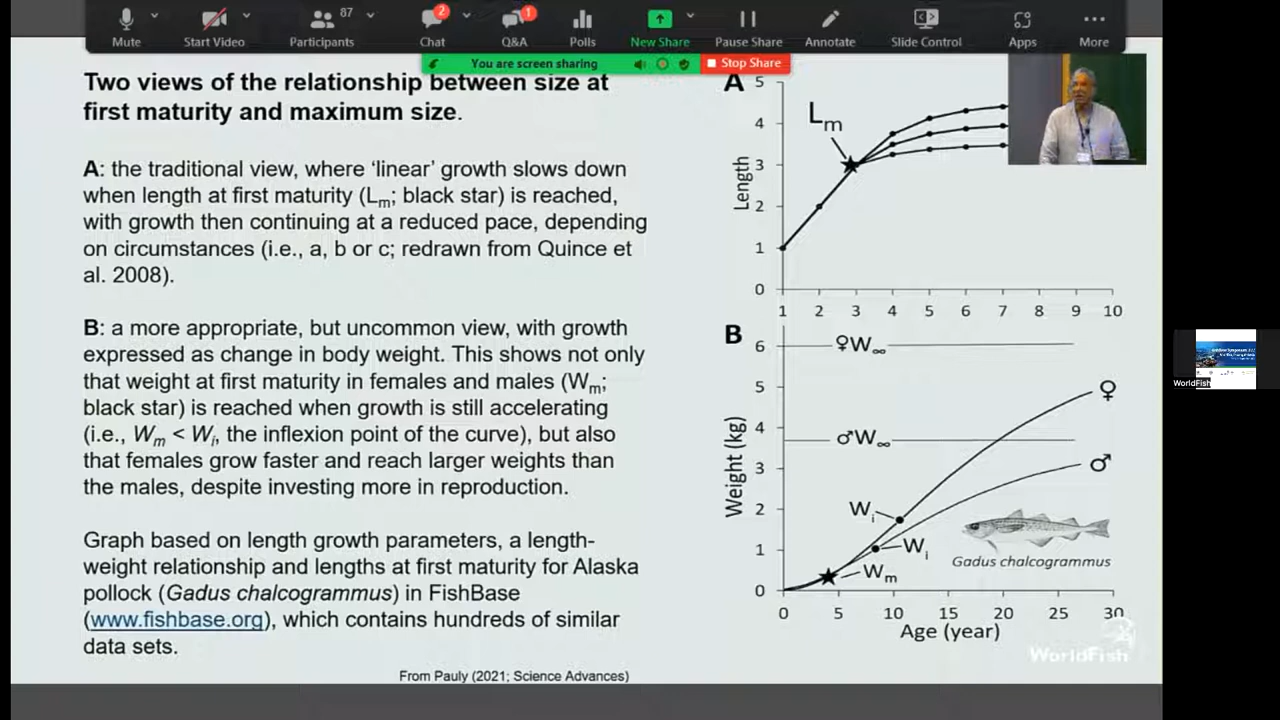 Mute
Start Video
87
Participants
2
Chat
1
Q&A
Polls
New Share
Pause Share
Annotate
Slide Control
Apps
More
You are screen sharing
Stop Share
Two views of the relationship between size at
first maturity and maximum size.
A: the traditional view, where ‘linear’ growth slows down
when length at first maturity (Lm; black star) is reached,
with growth then continuing at a reduced pace, depending
on circumstances (i.e., a, b or c; redrawn from Quince et
al. 2008).
B: a more appropriate, but uncommon view, with growth
expressed as change in body weight. This shows not only
that weight at first maturity in females and males (Wm;
black star) is reached when growth is still accelerating
(i.e., Wm < Wi, the inflexion point of the curve), but also
that females grow faster and reach larger weights than
the males, despite investing more in reproduction.
Graph based on length growth parameters, a length-
weight relationship and lengths at first maturity for Alaska
pollock (Gadus chalcogrammus) in FishBase
(www.fishbase.org), which contains hundreds of similar
data sets.
From Pauly (2021; Science Advances)
A
Length
5
4
3
2
1
0
Lm
1 2 3 4 5 6 7 8 9 10
B
Weight (kg)
6
5
4
3
2
1
0
♀W∞
♀
♂W∞
♂
Wi
Wi
Wm
Gadus chalcogrammus
0 5 10 15 20 25 30
Age (year)
WorldFish
WorldFish